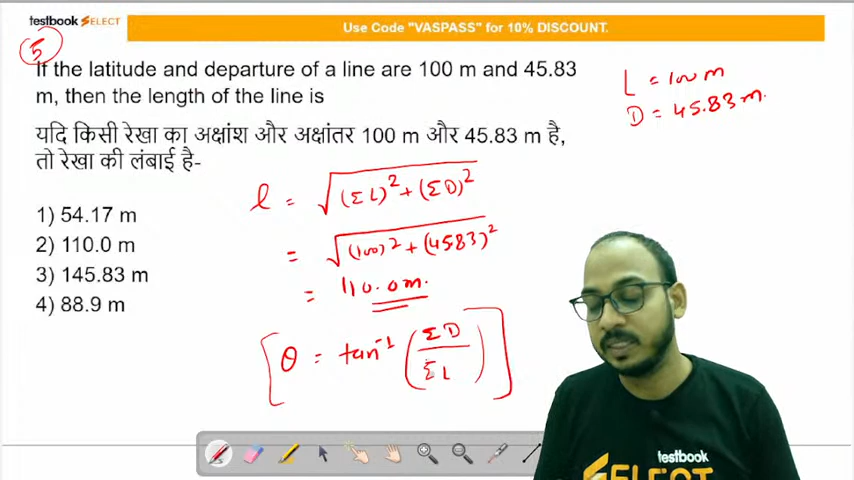 testbook SELECT
Use Code "VASPASS" for 10% DISCOUNT.
5
If the latitude and departure of a line are 100 m and 45.83
m, then the length of the line is
L = 100 m
D = 45.83 m.
यदि किसी रेखा का अक्षांश और अक्षांतर 100 m और 45.83 m है,
तो रेखा की लंबाई है-
l = √(ΣL)² + (ΣD)²
1) 54.17 m
2) 110.0 m
3) 145.83 m
4) 88.9 m
= √(100)² + (4583)²
= 110.0m.
[θ = tan⁻¹ (ΣD/ΣL)]
testbook
SELECT